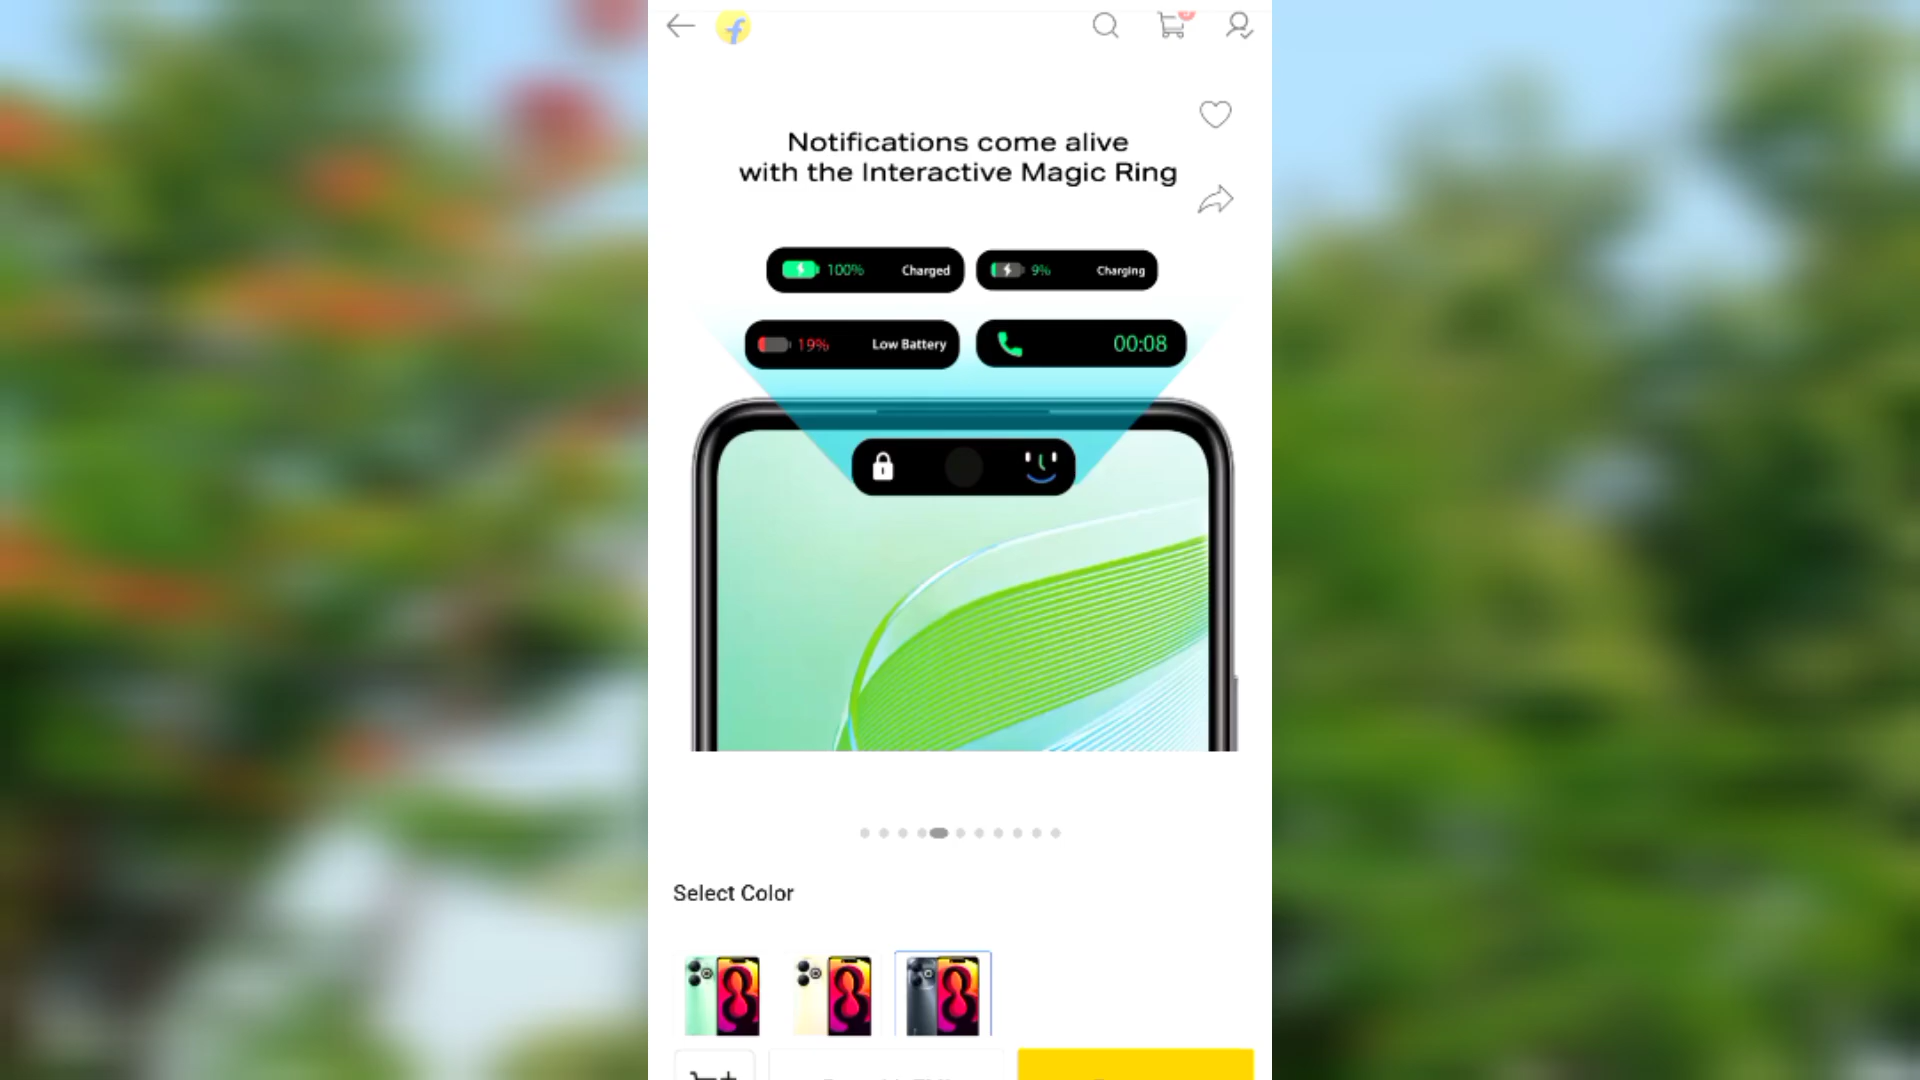 Notifications come alive
with the Interactive Magic Ring
100% Charged
9% Charging
19% Low Battery
00:08
Select Color